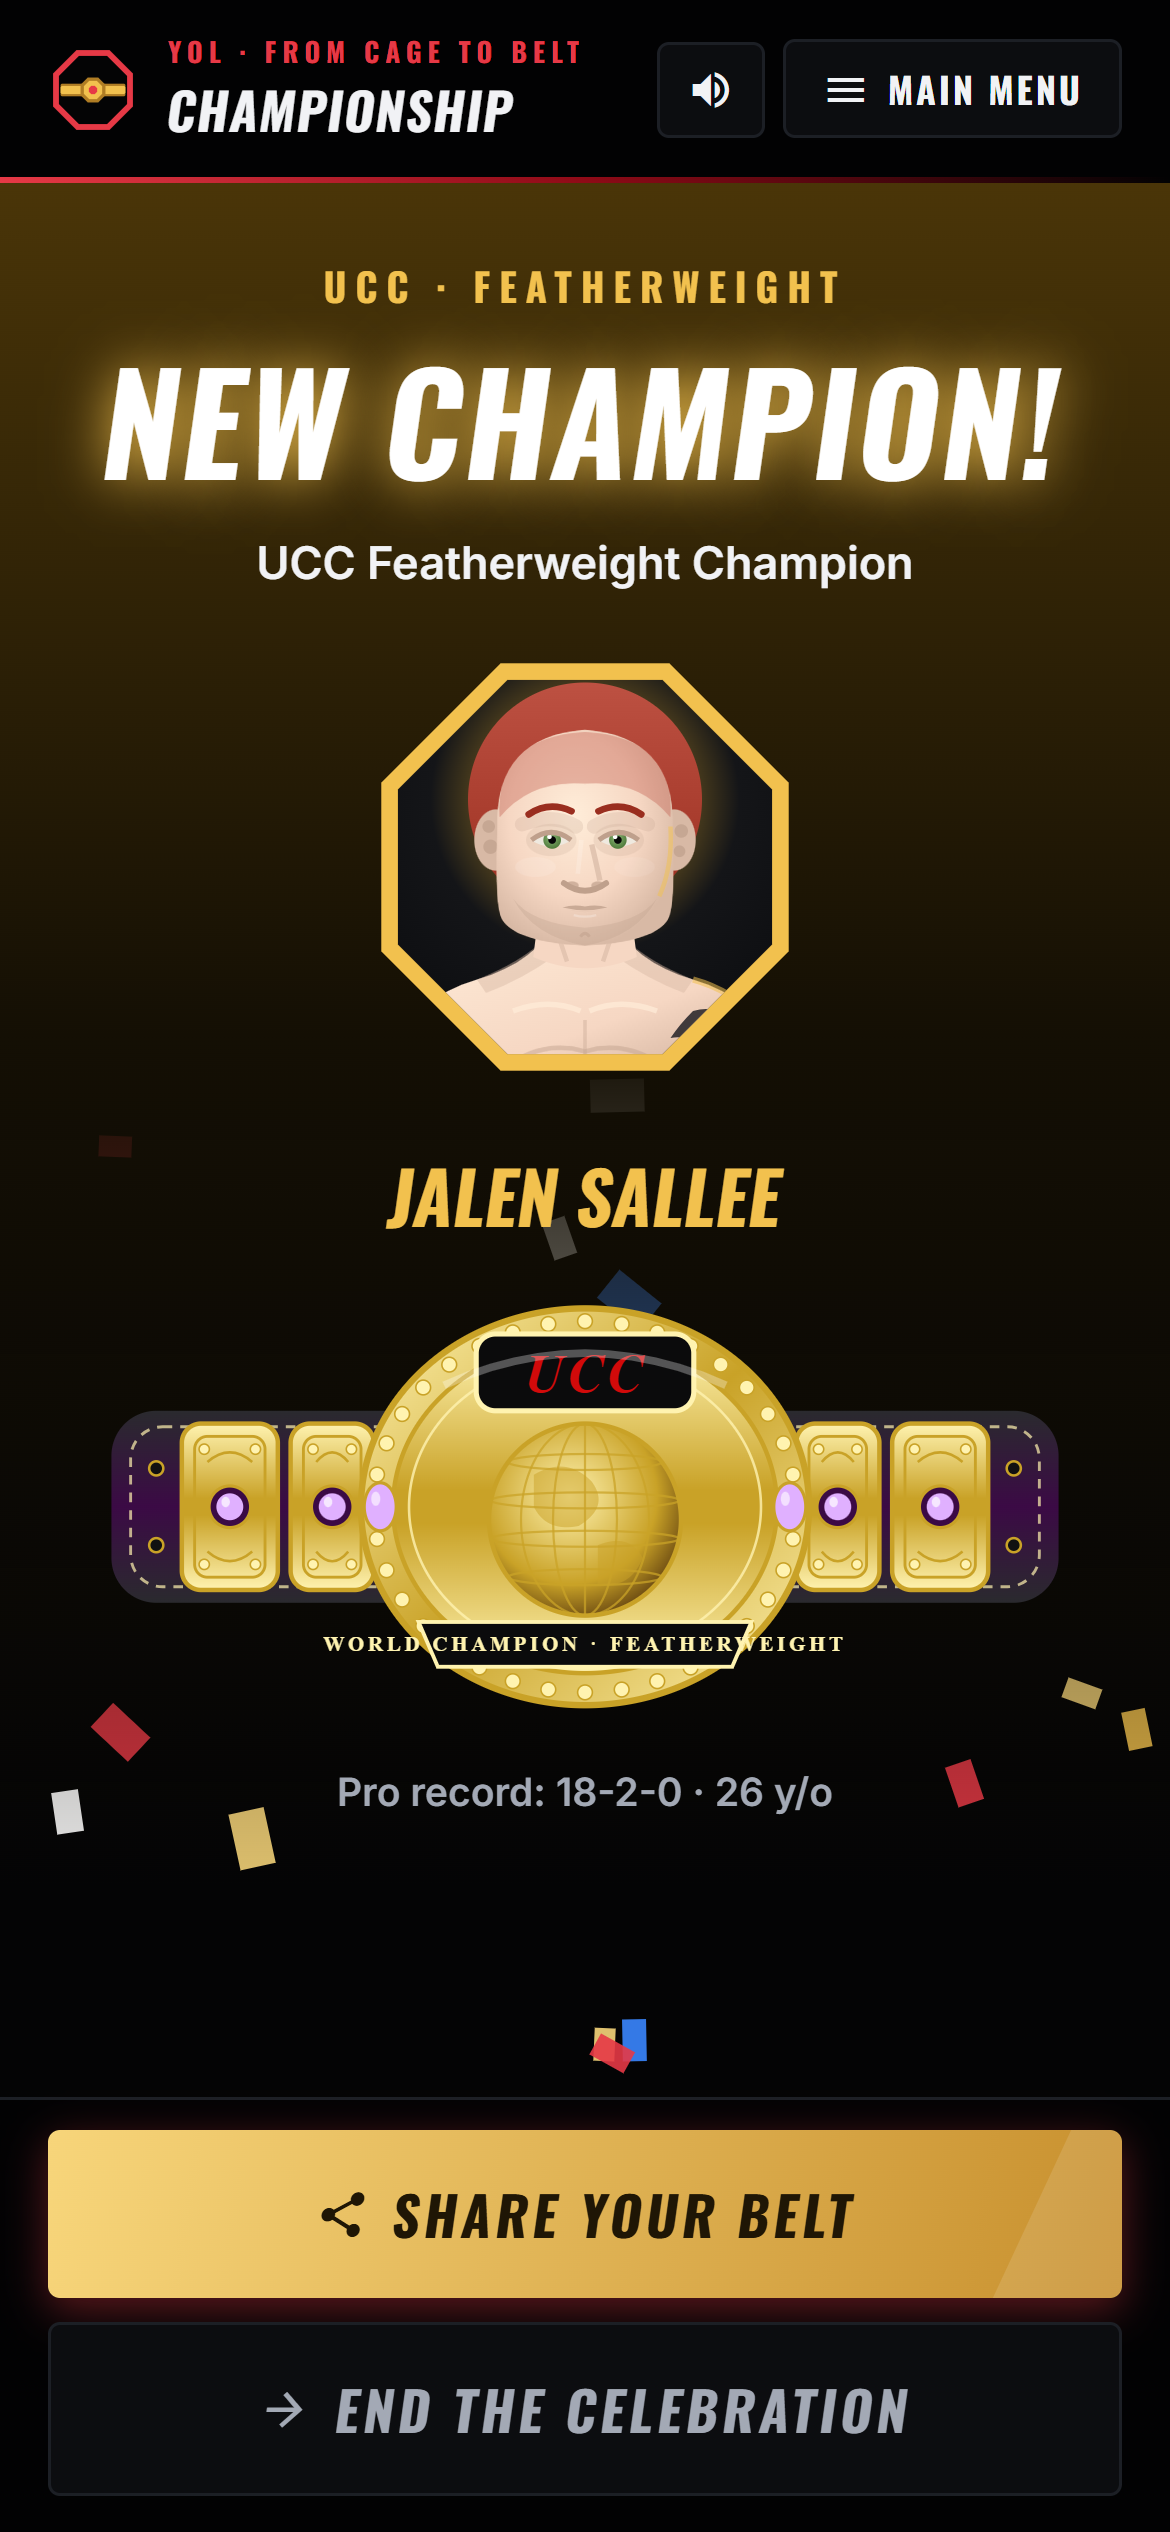 YOL · FROM CAGE TO BELT
CHAMPIONSHIP
MAIN MENU
UCC · FEATHERWEIGHT
NEW CHAMPION!
UCC Featherweight Champion
JALEN SALLEE
UCC
WORLD CHAMPION · FEATHERWEIGHT
Pro record: 18-2-0 · 26 y/o
SHARE YOUR BELT
END THE CELEBRATION